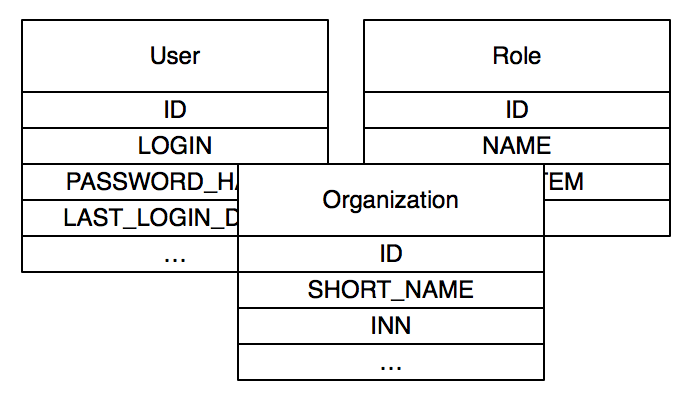 User
ID
LOGIN
PASSWORD_HA
LAST_LOGIN_D
…
Role
ID
NAME
TEM
Organization
ID
SHORT_NAME
INN
…